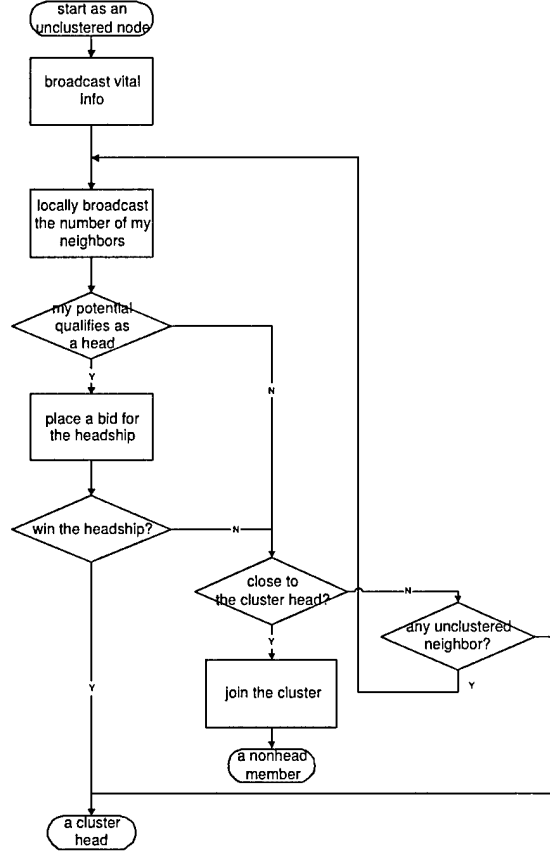 start as an
unclustered node
broadcast vital
info
locally broadcast
the number of my
neighbors
my potential
qualifies as
a head
Y
N
place a bid for
the headship
win the headship?
N
close to
the cluster head?
N
any unclustered
neighbor?
Y
Y
Y
join the cluster
a nonhead
member
a cluster
head